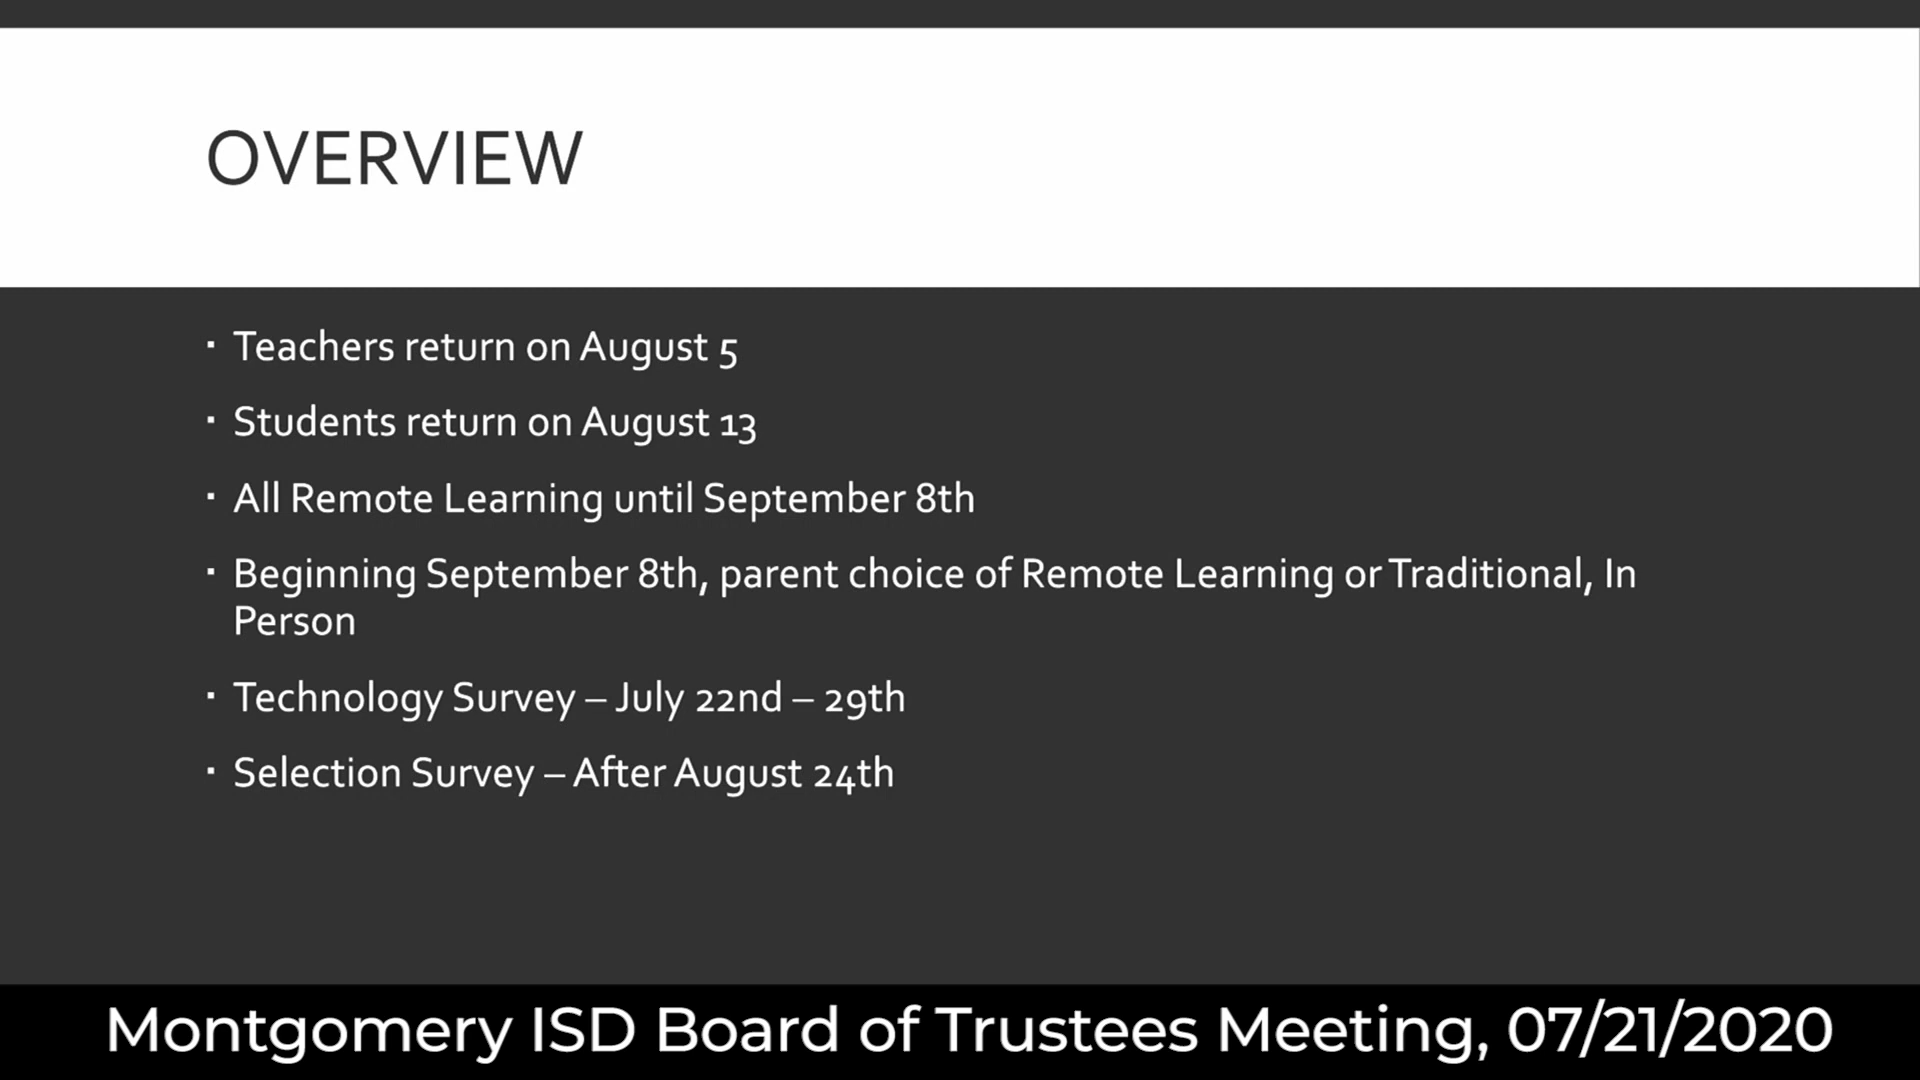 OVERVIEW
▪ Teachers return on August 5
▪ Students return on August 13
▪ All Remote Learning until September 8th
▪ Beginning September 8th, parent choice of Remote Learning or Traditional, In
Person
▪ Technology Survey – July 22nd – 29th
▪ Selection Survey – After August 24th
Montgomery ISD Board of Trustees Meeting, 07/21/2020